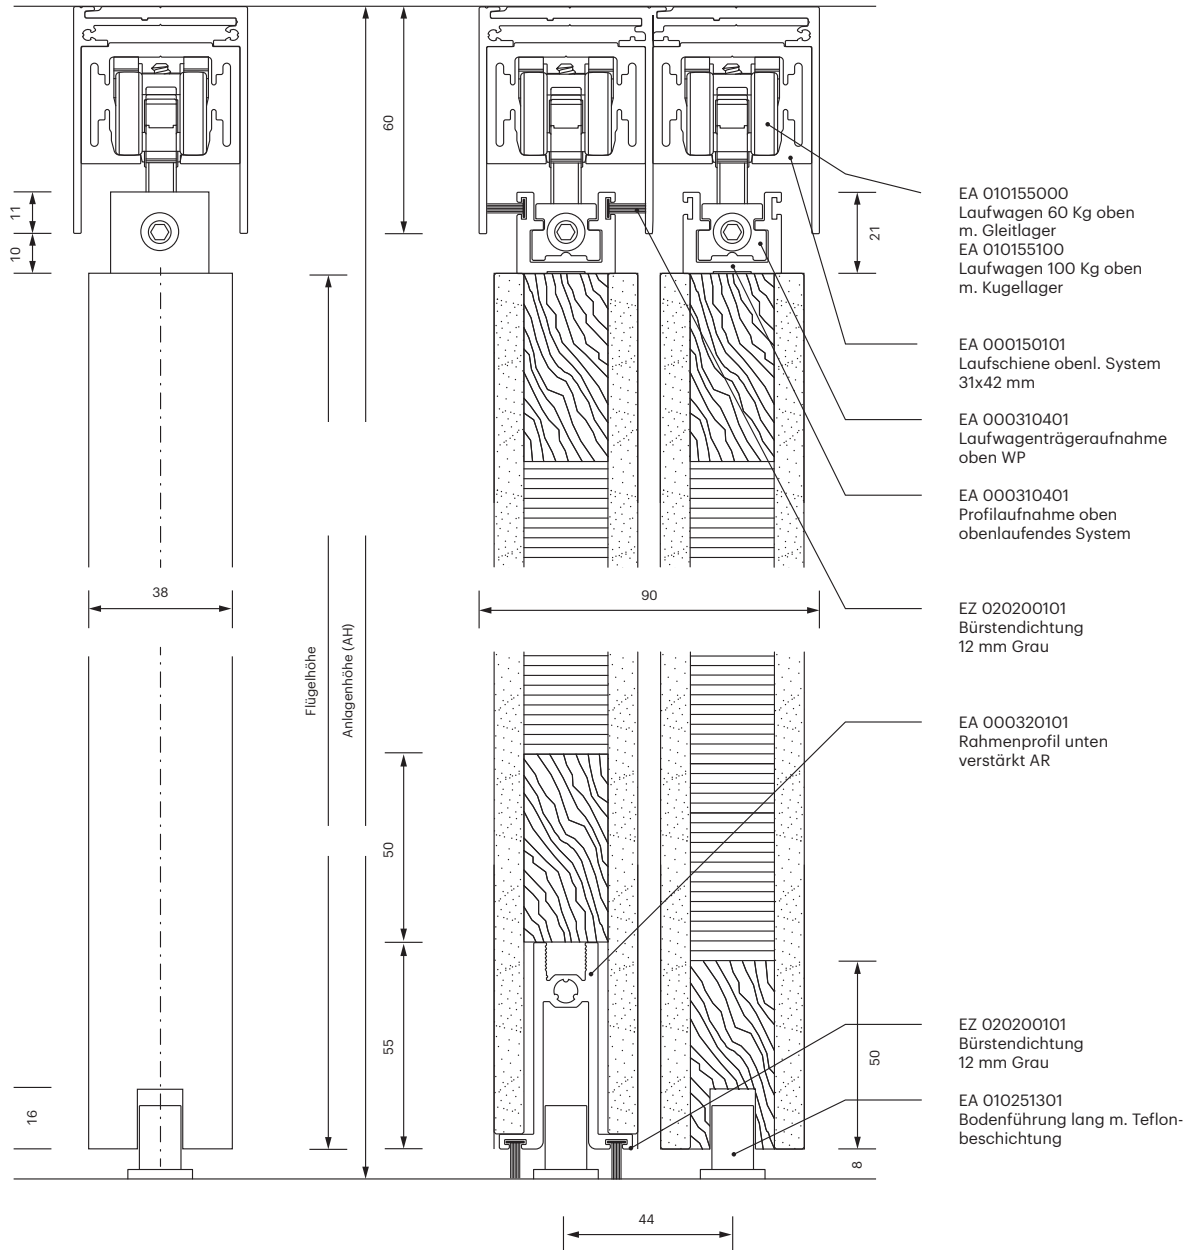 60
11
10
21
EA 010155000
Laufwagen 60 Kg oben
m. Gleitlager
EA 010155100
Laufwagen 100 Kg oben
m. Kugellager
EA 000150101
Laufschiene obenl. System
31x42 mm
EA 000310401
Laufwagenträgeraufnahme
oben WP
EA 000310401
Profilaufnahme oben
obenlaufendes System
38
90
EZ 020200101
Bürstendichtung
12 mm Grau
Flügelhöhe
Anlagenhöhe (AH)
EA 000320101
Rahmenprofil unten
verstärkt AR
50
55
50
EZ 020200101
Bürstendichtung
12 mm Grau
16
EA 010251301
Bodenführung lang m. Teflon-
beschichtung
8
44